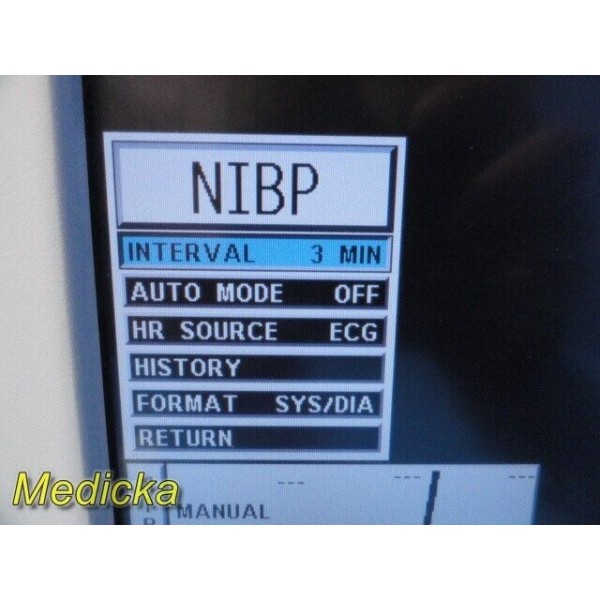 NIBP
INTERVAL 3 MIN
AUTO MODE OFF
HR SOURCE ECG
HISTORY
FORMAT SYS/DIA
RETURN
--- --- / ---
MANUAL
Medicka